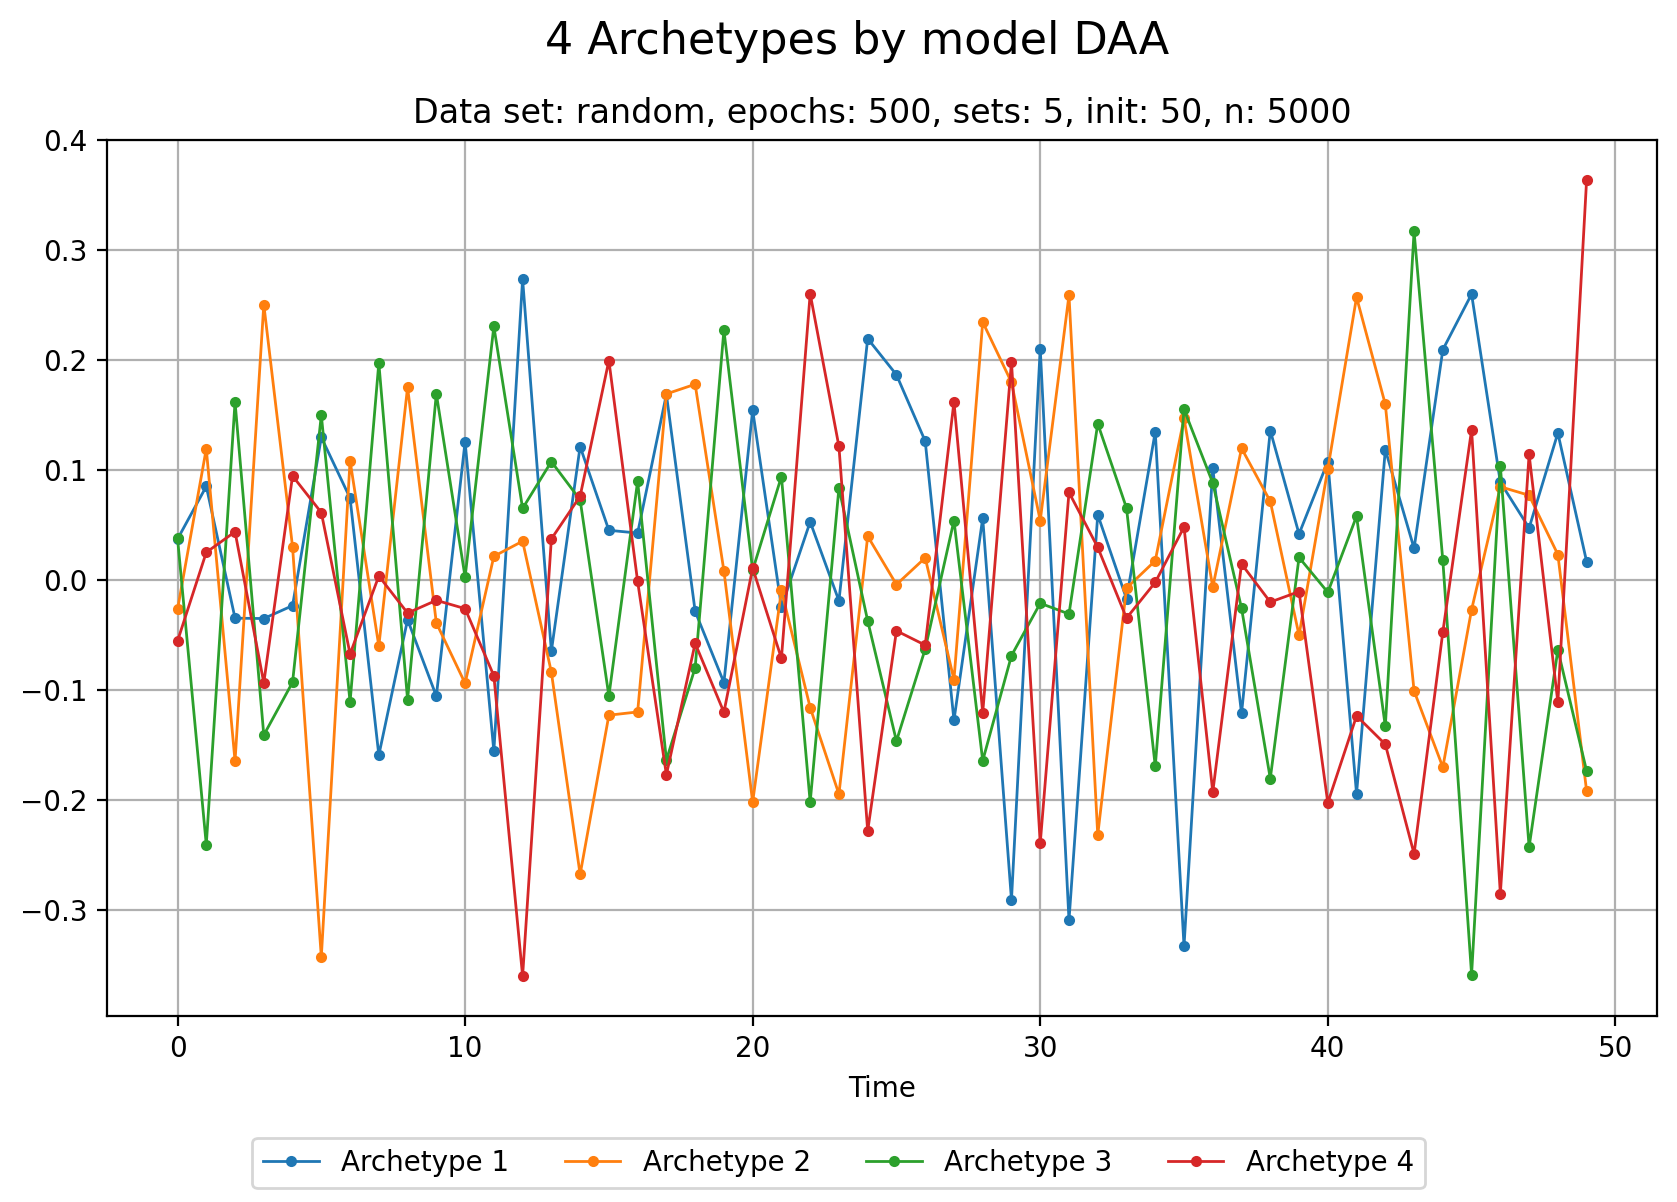 4 Archetypes by model DAA
Data set: random, epochs: 500, sets: 5, init: 50, n: 5000
0.4
0.3
0.2
0.1
0.0
−0.1
−0.2
−0.3
0 10 20 30 40 50
Time
Archetype 1 Archetype 2 Archetype 3 Archetype 4